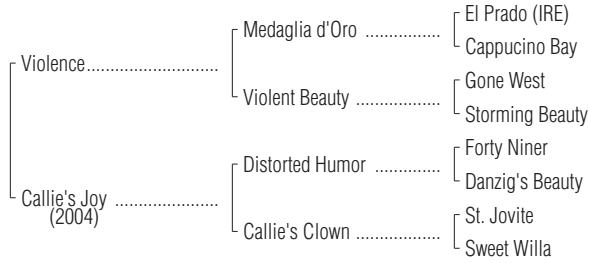 El Prado (IRE)
Medaglia d'Oro ..................
Cappucino Bay
Violence..............................
Gone West
Violent Beauty ....................
Storming Beauty
Forty Niner
Distorted Humor ...............
Danzig's Beauty
Callie's Joy .......................
(2004)
St. Jovite
Callie's Clown ....................
Sweet Willa